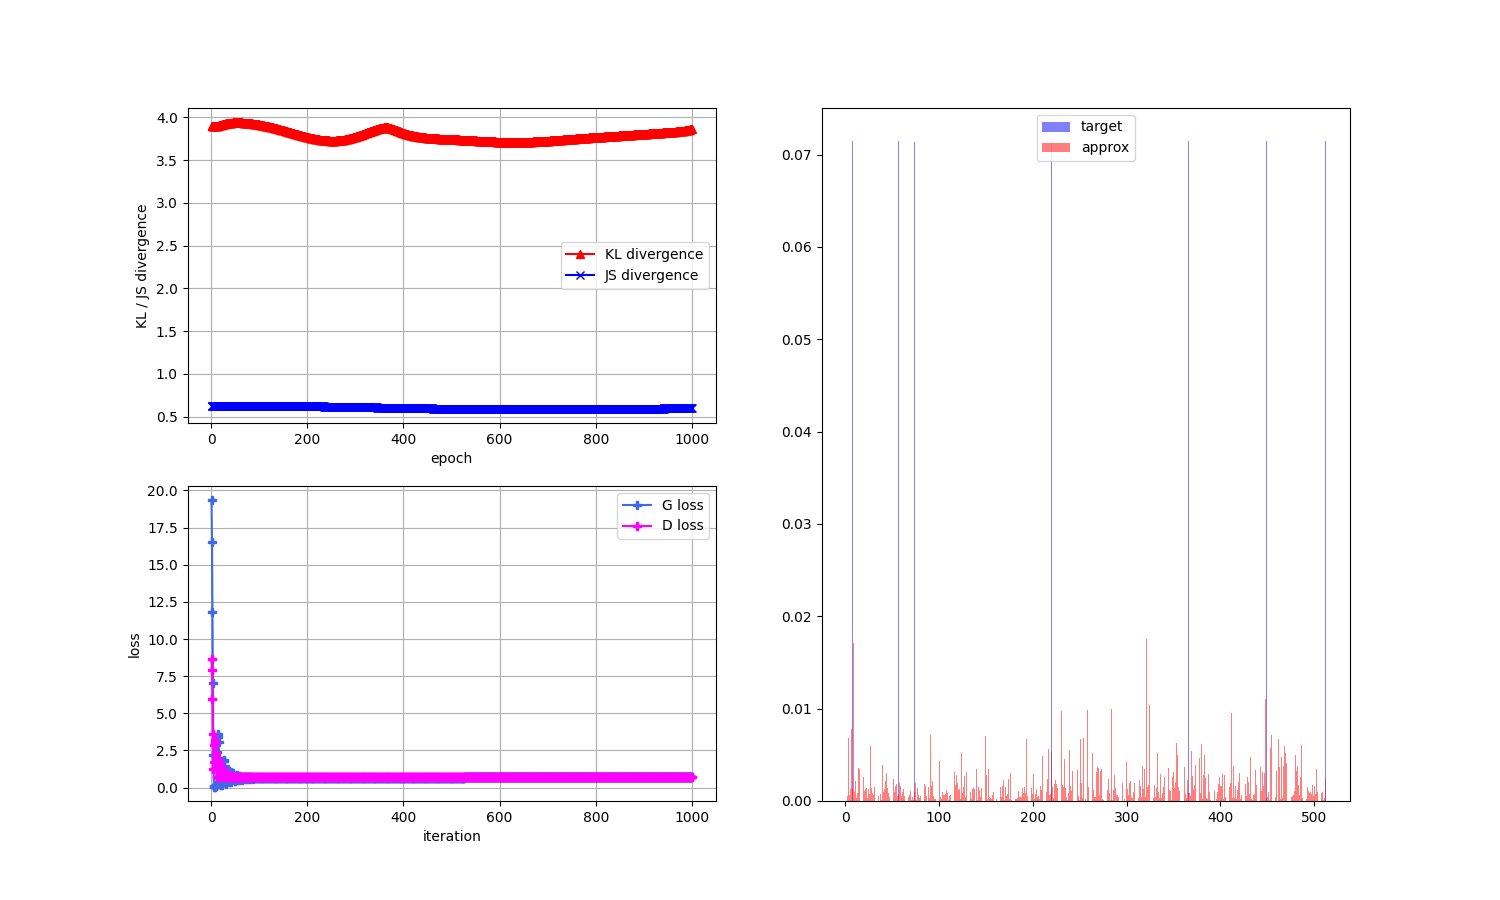 4.0
3.5
3.0
2.5
2.0
1.5
1.0
0.5
KL / JS divergence
KL divergence
JS divergence
0 200 400 600 800 1000
epoch
20.0
17.5
15.0
12.5
10.0
7.5
5.0
2.5
0.0
loss
G loss
D loss
0 200 400 600 800 1000
iteration
target
approx
0.07
0.06
0.05
0.04
0.03
0.02
0.01
0.00
0 100 200 300 400 500